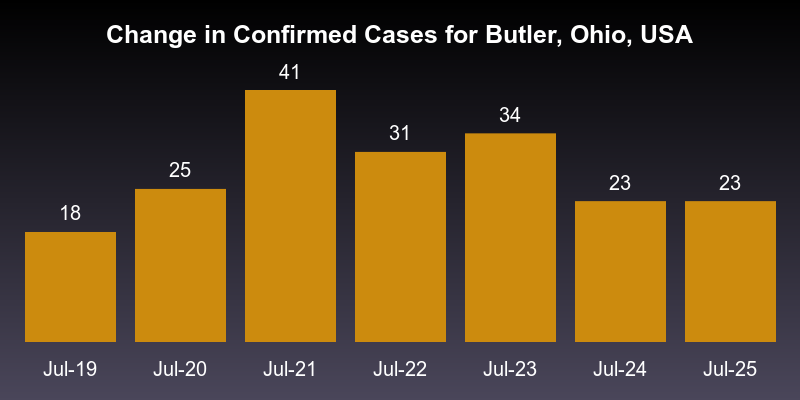 Change in Confirmed Cases for Butler, Ohio, USA
18
25
41
31
34
23
23
Jul-19
Jul-20
Jul-21
Jul-22
Jul-23
Jul-24
Jul-25